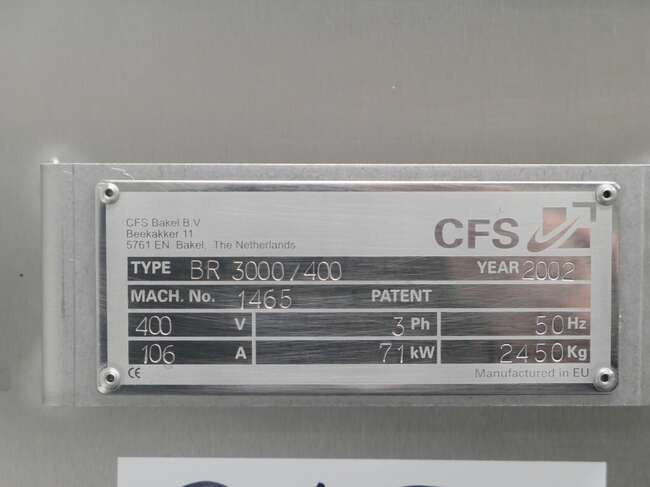 CFS Bakel B.V
Beekakker 11
5761 EN Bakel, The Netherlands
CFS
TYPE BR 3000/400 YEAR 2002
MACH. No. 1465 PATENT
400 V 3 Ph 50 Hz
106 A 71 kW 2450 Kg
CE Manufactured in EU